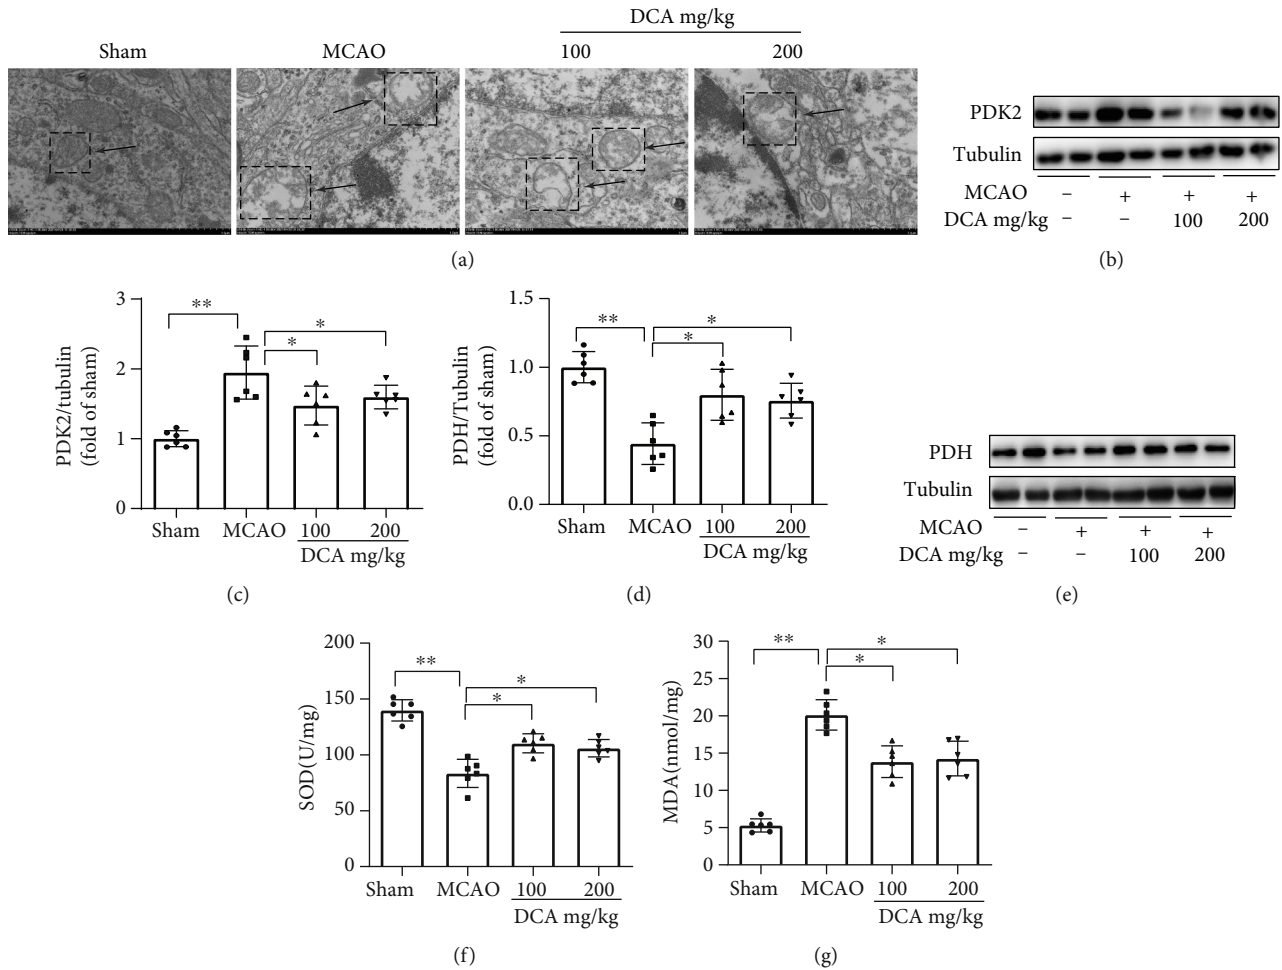 DCA mg/kg
Sham MCAO 100 200
(a)
PDK2
Tubulin
MCAO − + + +
DCA mg/kg − − 100 200
(b)
3
2
1
0
PDK2/tubulin
(fold of sham)
** * *
Sham MCAO 100 200
DCA mg/kg
(c)
1.5
1.0
0.5
0.0
PDH/Tubulin
(fold of sham)
** * *
Sham MCAO 100 200
DCA mg/kg
(d)
PDH
Tubulin
MCAO − + + +
DCA mg/kg − − 100 200
(e)
200
150
100
50
0
SOD(U/mg)
** * *
Sham MCAO 100 200
DCA mg/kg
(f)
30
25
20
15
10
5
0
MDA(nmol/mg)
** * *
Sham MCAO 100 200
DCA mg/kg
(g)